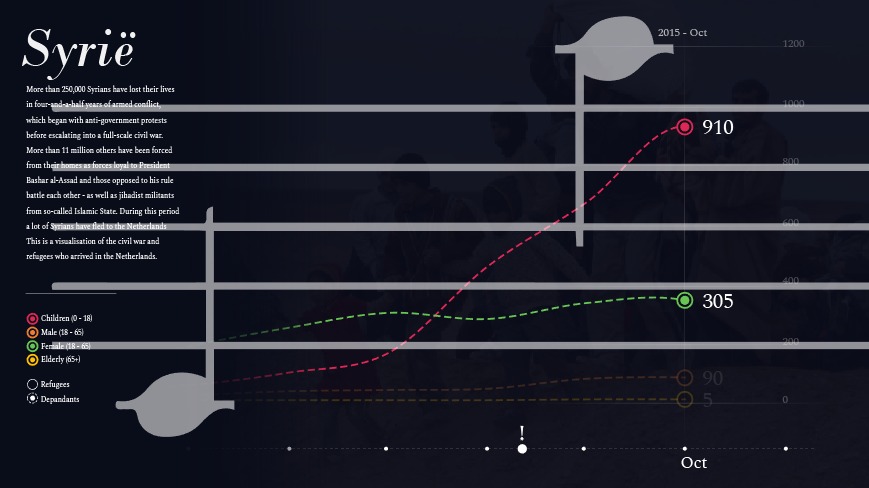 Syrië
More than 250,000 Syrians have lost their lives
in four-and-a-half years of armed conflict,
which began with anti-government protests
before escalating into a full-scale civil war.
More than 11 million others have been forced
from their homes as forces loyal to President
Bashar al-Assad and those opposed to his rule
battle each other - as well as jihadist militants
from so-called Islamic State. During this period
a lot of Syrians have fled to the Netherlands
This is a visualisation of the civil war and
refugees who arrived in the Netherlands.
Children (0 - 18)
Male (18 - 65)
Female (18 - 65)
Elderly (65+)
Refugees
Depandants
2015 - Oct
1200
1000
910
800
600
400
305
200
90
5
0
!
Oct